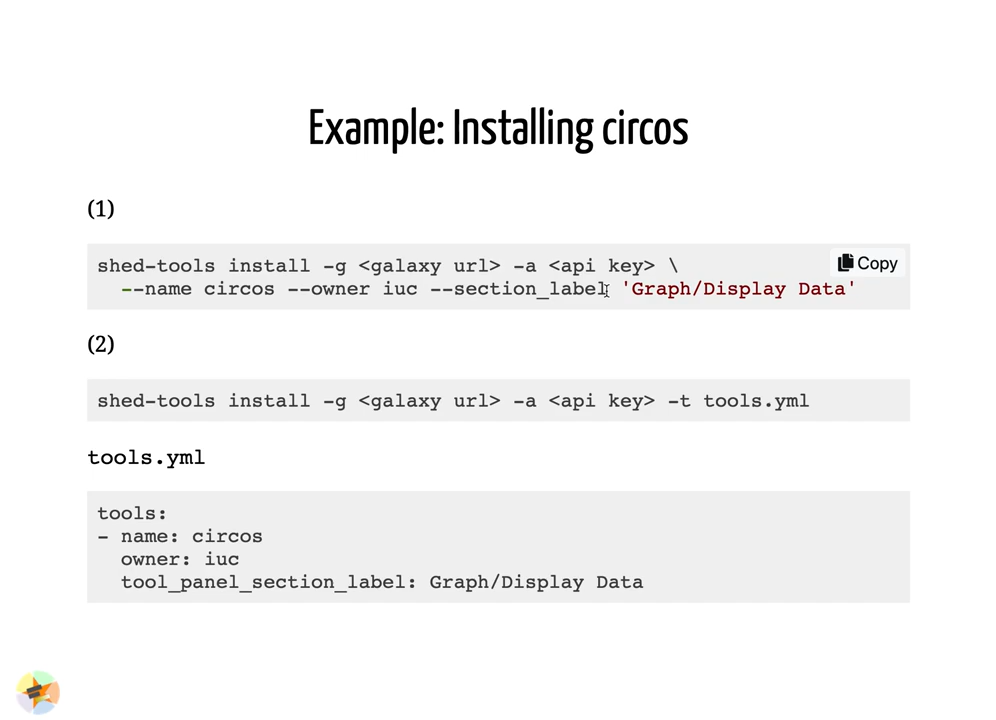 Example: Installing circos
(1)
shed-tools install -g <galaxy url> -a <api key> \
Copy
--name circos --owner iuc --section_label 'Graph/Display Data'
(2)
shed-tools install -g <galaxy url> -a <api key> -t tools.yml
tools.yml
tools:
- name: circos
owner: iuc
tool_panel_section_label: Graph/Display Data